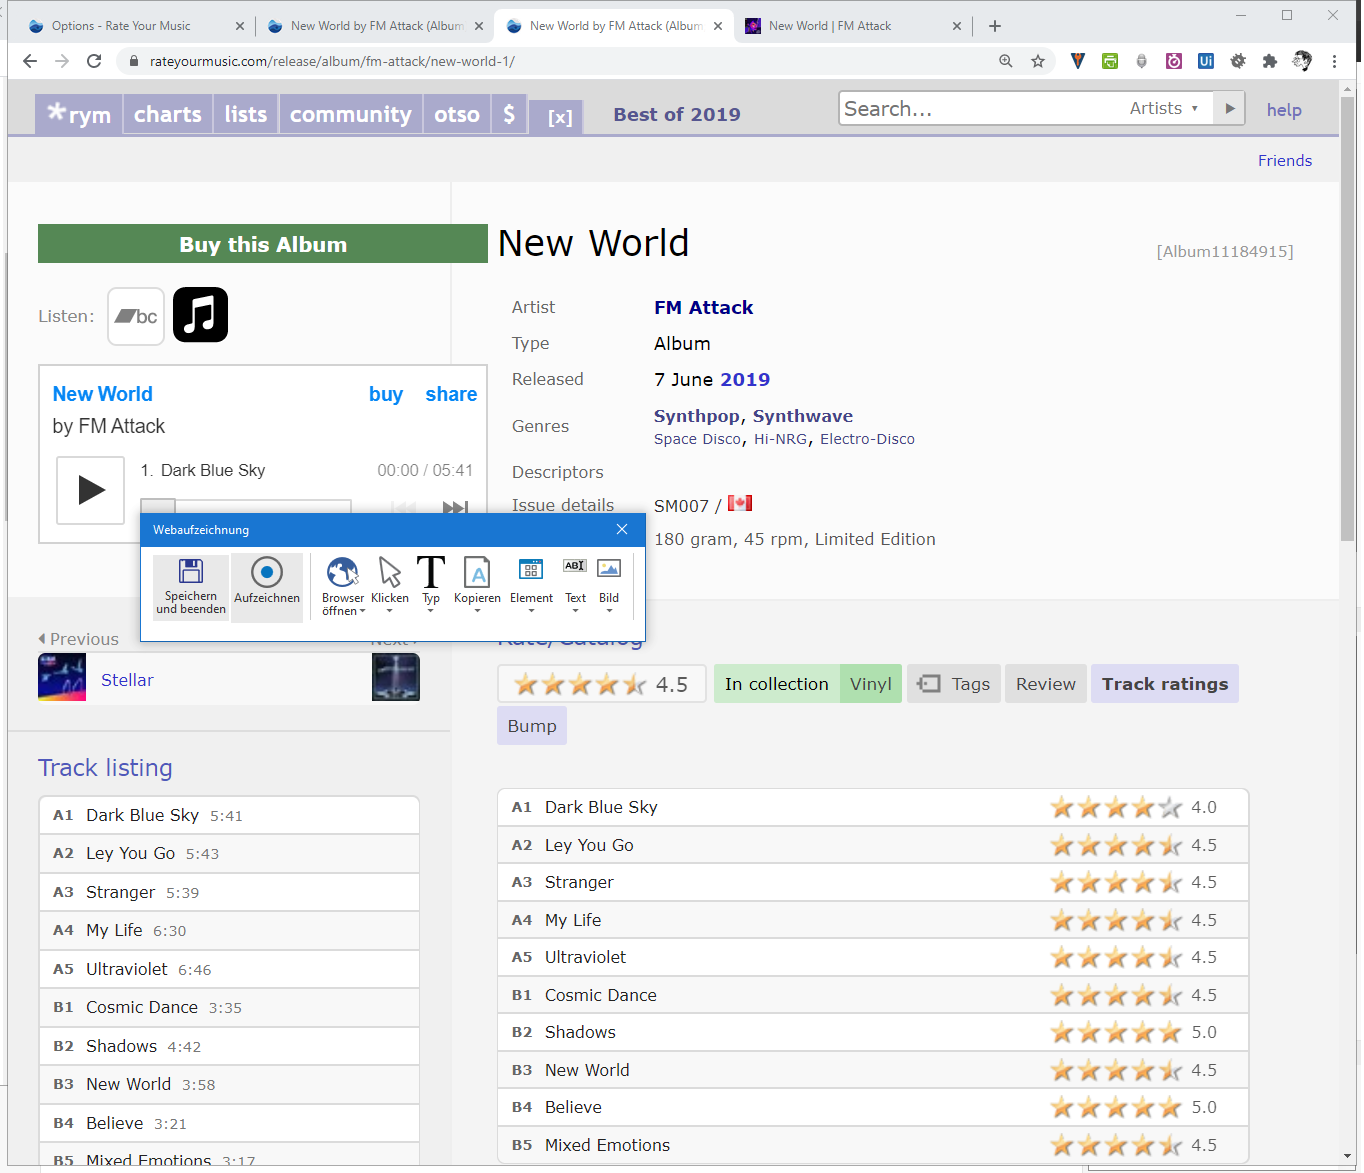 Options - Rate Your Music
New World by FM Attack (Album
New World by FM Attack (Album
New World | FM Attack
rateyourmusic.com/release/album/fm-attack/new-world-1/
Ui
*rym
charts
lists
community
otso
$
[x]
Best of 2019
Search...
Artists
help
Friends
Buy this Album
New World
[Album11184915]
Listen:
bc
Artist FM Attack
Type Album
Released 7 June 2019
Genres Synthpop, Synthwave
Space Disco, Hi-NRG, Electro-Disco
Descriptors
Issue details SM007 /
180 gram, 45 rpm, Limited Edition
New World
buy share
by FM Attack
1. Dark Blue Sky 00:00 / 05:41
Webaufzeichnung
Speichern
und beenden
Aufzeichnen
Browser
öffnen
Klicken
T
Typ
A
Kopieren
Element
ABI
Text
Bild
Previous
Next
Stellar
Rate/Catalog
4.5
In collection Vinyl
Tags
Review
Track ratings
Bump
Track listing
A1 Dark Blue Sky 5:41
A2 Ley You Go 5:43
A3 Stranger 5:39
A4 My Life 6:30
A5 Ultraviolet 6:46
B1 Cosmic Dance 3:35
B2 Shadows 4:42
B3 New World 3:58
B4 Believe 3:21
B5 Mixed Emotions 3:17
A1 Dark Blue Sky 4.0
A2 Ley You Go 4.5
A3 Stranger 4.5
A4 My Life 4.5
A5 Ultraviolet 4.5
B1 Cosmic Dance 4.5
B2 Shadows 5.0
B3 New World 4.5
B4 Believe 5.0
B5 Mixed Emotions 4.5